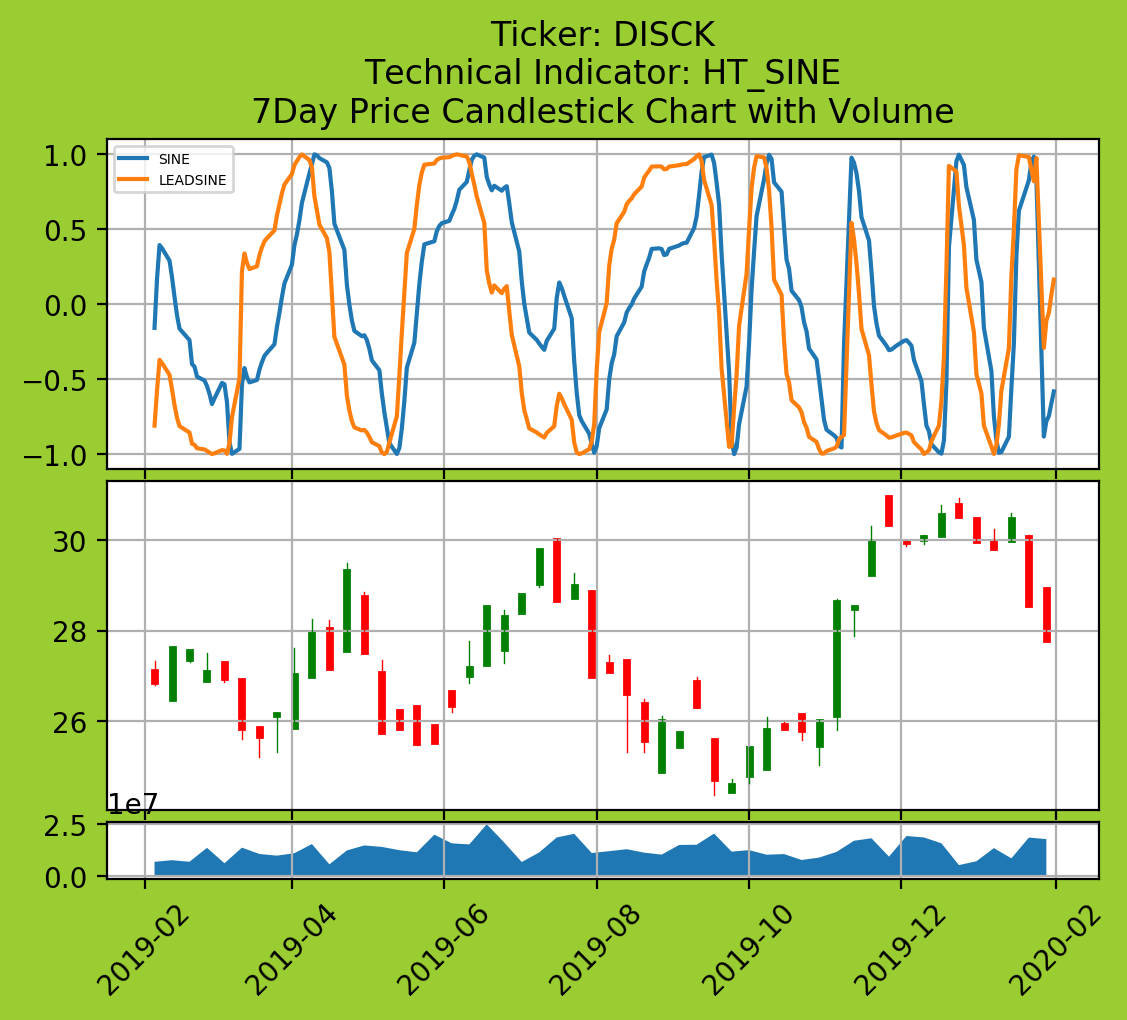 Ticker: DISCK
Technical Indicator: HT_SINE
7Day Price Candlestick Chart with Volume
1.0
0.5
0.0
−0.5
−1.0
SINE
LEADSINE
30
28
26
1e7
2.5
0.0
2019-02
2019-04
2019-06
2019-08
2019-10
2019-12
2020-02